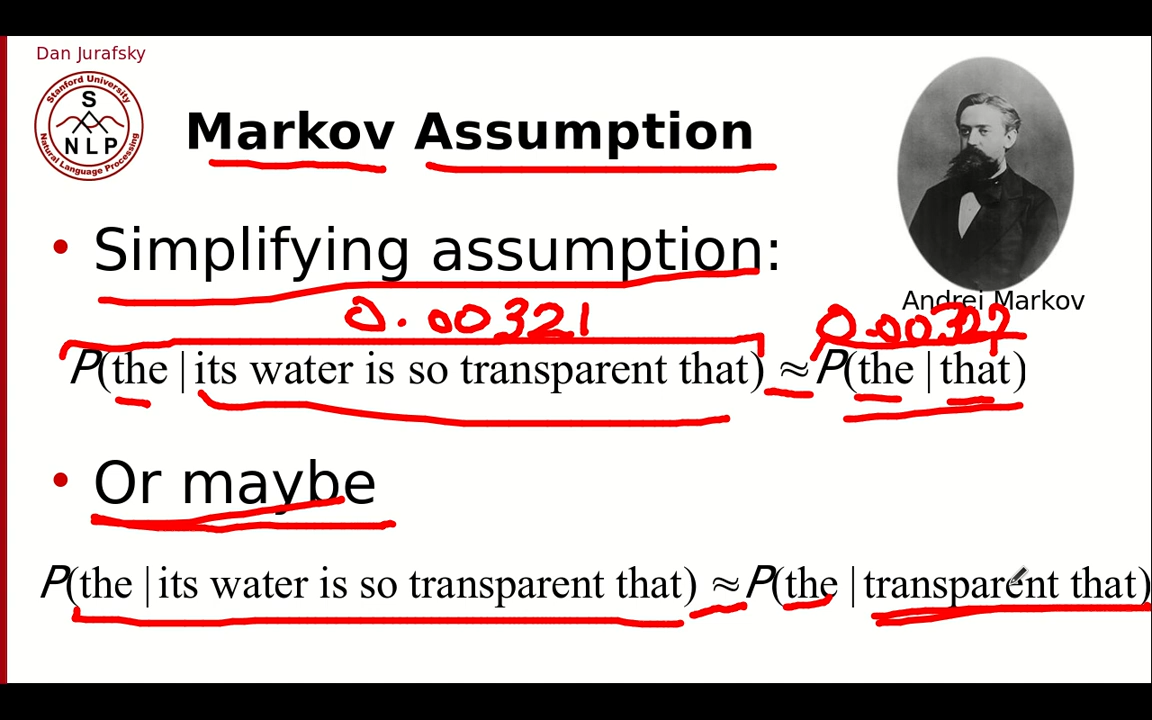 Dan Jurafsky
Stanford University
S
NLP
Natural Language Processing
Markov Assumption
• Simplifying assumption:
Andrei Markov
0.00321
P(the | its water is so transparent that) ≈ P(the | that)
• Or maybe
P(the | its water is so transparent that) ≈ P(the | transparent that)